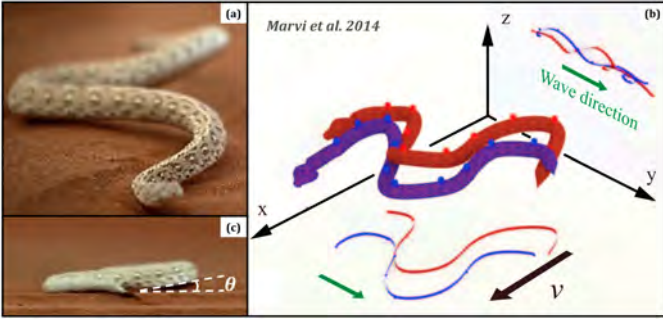 (a)
Marvi et al. 2014
(b)
z
Wave direction
x
y
(c)
θ
v